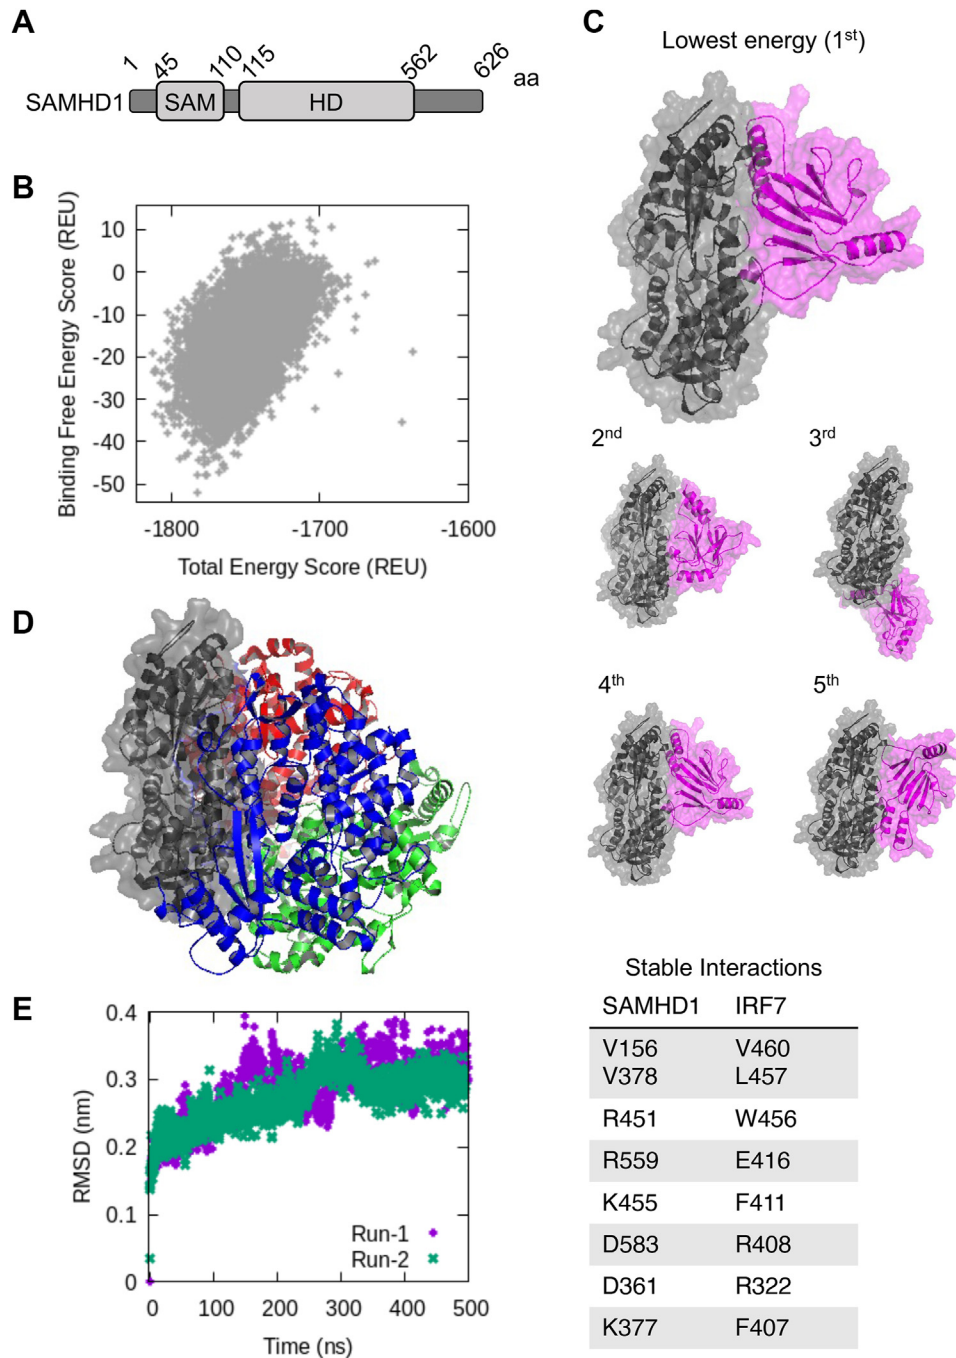 A
1 45 110 115 562 626 aa
SAMHD1 SAM HD
B
Binding Free Energy Score (REU)
10
0
-10
-20
-30
-40
-50
-1800 -1700 -1600
Total Energy Score (REU)
C
Lowest energy (1st)
2nd 3rd
4th 5th
D
E
RMSD (nm)
0.4
0.3
0.2
0.1
0
Run-1
Run-2
0 100 200 300 400 500
Time (ns)
Stable Interactions
SAMHD1 IRF7
V156 V460
V378 L457
R451 W456
R559 E416
K455 F411
D583 R408
D361 R322
K377 F407